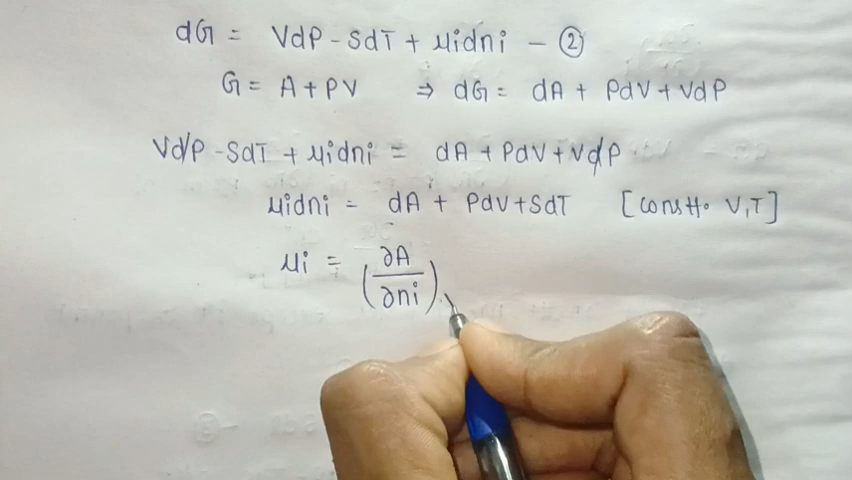 dG = VdP - SdT + μidni - ②
G = A + PV ⇒ dG = dA + PdV + VdP
VdP - SdT + μidni = dA + PdV + VdP
μidni = dA + PdV + SdT [constt. V,T]
μi = (∂A/∂ni)